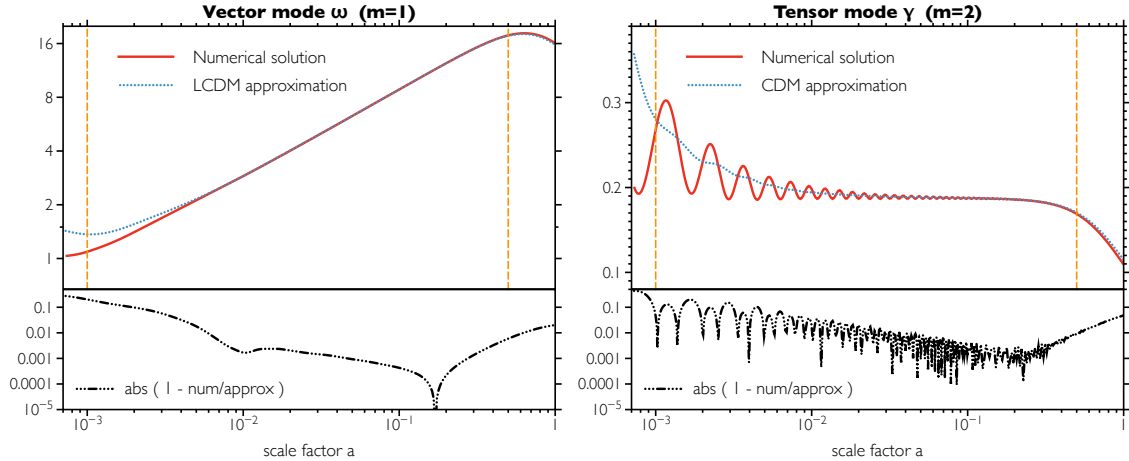 Vector mode ω (m=1)
16
8
4
2
1
Numerical solution
LCDM approximation
0.1
0.01
0.001
0.0001
10⁻⁵
abs ( 1 - num/approx )
10⁻³
10⁻²
10⁻¹
1
scale factor a
Tensor mode γ (m=2)
0.3
0.2
0.1
Numerical solution
CDM approximation
0.1
0.01
0.001
0.0001
10⁻⁵
abs ( 1 - num/approx )
10⁻³
10⁻²
10⁻¹
1
scale factor a